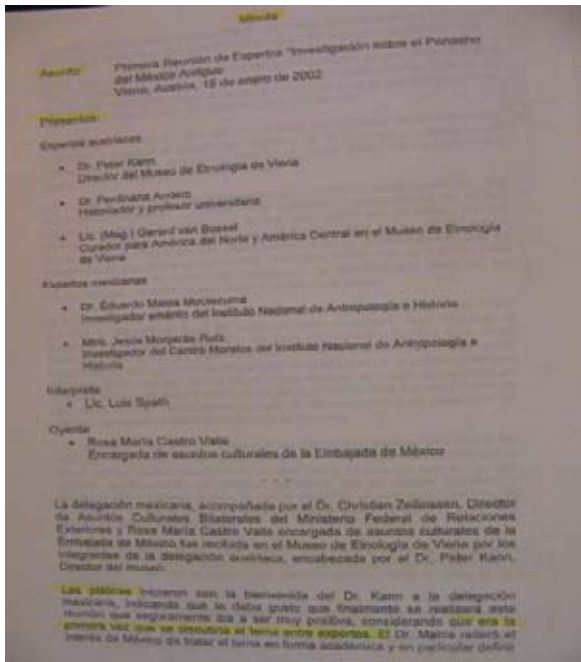 Minuta
Asunto: Primera Reunión de Expertos "Investigación sobre el Penacho
del México Antiguo
Viena, Austria, 18 de enero de 2002
Presentes:
Expertos austriacos
• Dr. Peter Kann
Director del Museo de Etnología de Viena
• Dr. Ferdinand Anders
Historiador y profesor universitario
• Lic. (Mag.) Gerard van Bussel
Curador para América del Norte y América Central en el Museo de Etnología
de Viena
Expertos mexicanos
• Dr. Eduardo Matos Moctezuma
Investigador emérito del Instituto Nacional de Antropología e Historia
• Mtro. Jesús Monjarás Ruiz
Investigador del Centro Morelos del Instituto Nacional de Antropología e
Historia
Interprete
• Lic. Luis Spath
Oyente
• Rosa María Castro Valle
Encargada de asuntos culturales de la Embajada de México
- - -
La delegación mexicana, acompañada por el Dr. Christian Director
de Asuntos Culturales Bilaterales del Ministerio Federal de Relaciones
Exteriores y Rosa María Castro Valle encargada de asuntos culturales de la
Embajada de México fue recibida en el Museo de Etnología de Viena por los
integrantes de la delegación austriaca, encabezada por el Dr. Peter Kann,
Director del museo.
Las pláticas iniciaron con la bienvenida del Dr. Kann a la delegación
mexicana, indicando que le daba gusto que finalmente se realizara esta
reunión que seguramente iba a ser muy positiva, considerando que era la
primera vez que se discutiría el tema entre expertos. El Dr. Matos reiteró el
interés de México de tratar el tema en forma académica y en particular definir